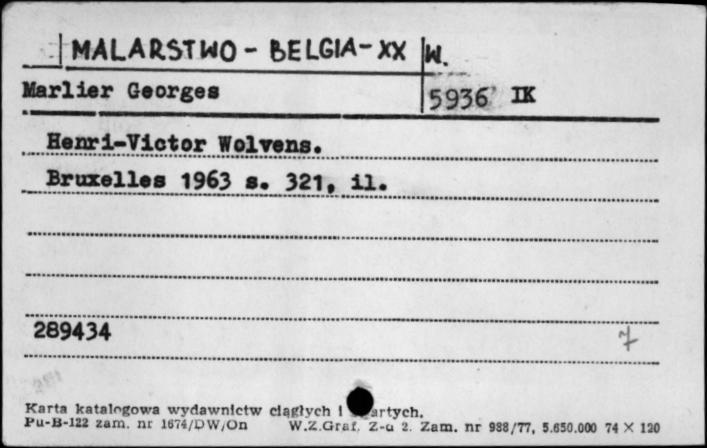 MALARSTWO - BELGIA - XX W.
Marlier Georges 5936 IK
Henri-Victor Wolvens.
Bruxelles 1963 s. 321, il.
289434 7
Karta katalogowa wydawnictw ciągłych i
Pu-B-122 zam. nr 1674/DW/On W.Z.Graf. Z-d 2. Zam. nr 988/77, 5.650.000 74 X 120